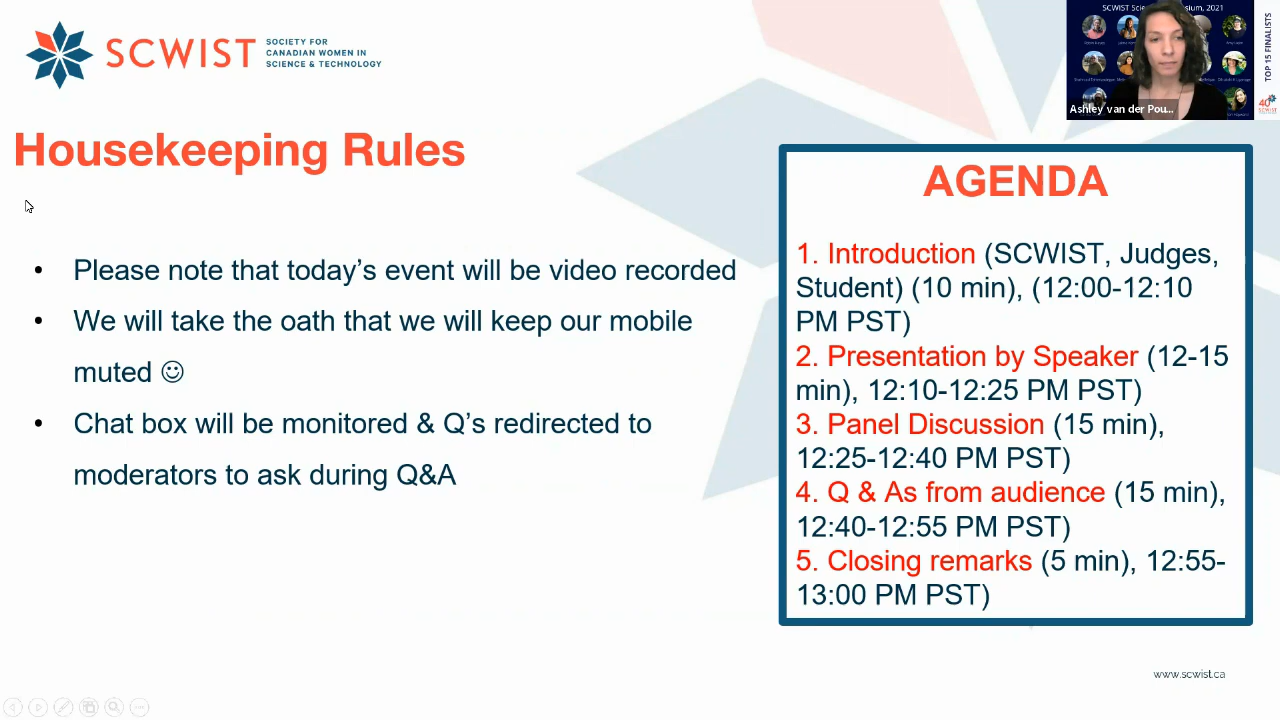 SCWIST
SOCIETY FOR
CANADIAN WOMEN IN
SCIENCE & TECHNOLOGY
SCWIST
2021
TOP 15 FINALISTS
Ashley van der Pou...
40
Housekeeping Rules
• Please note that today's event will be video recorded
• We will take the oath that we will keep our mobile
muted ☺
• Chat box will be monitored & Q's redirected to
moderators to ask during Q&A
AGENDA
1. Introduction (SCWIST, Judges,
Student) (10 min), (12:00-12:10
PM PST)
2. Presentation by Speaker (12-15
min), 12:10-12:25 PM PST)
3. Panel Discussion (15 min),
12:25-12:40 PM PST)
4. Q & As from audience (15 min),
12:40-12:55 PM PST)
5. Closing remarks (5 min), 12:55-
13:00 PM PST)
www.scwist.ca